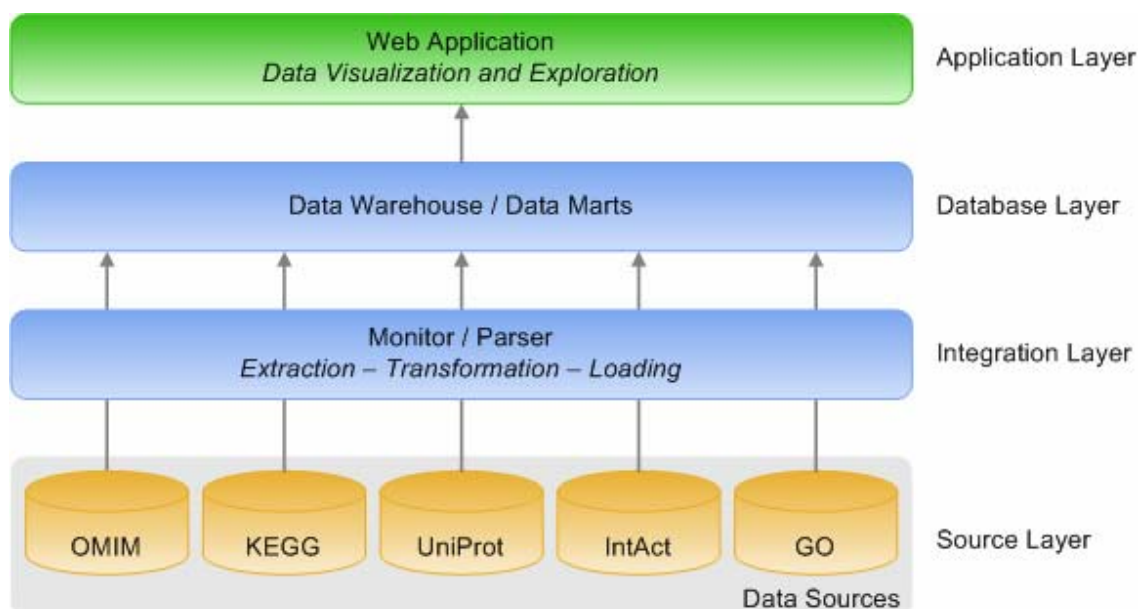 Web Application
Data Visualization and Exploration
Application Layer
Data Warehouse / Data Marts
Database Layer
Monitor / Parser
Extraction – Transformation – Loading
Integration Layer
OMIM
KEGG
UniProt
IntAct
GO
Source Layer
Data Sources